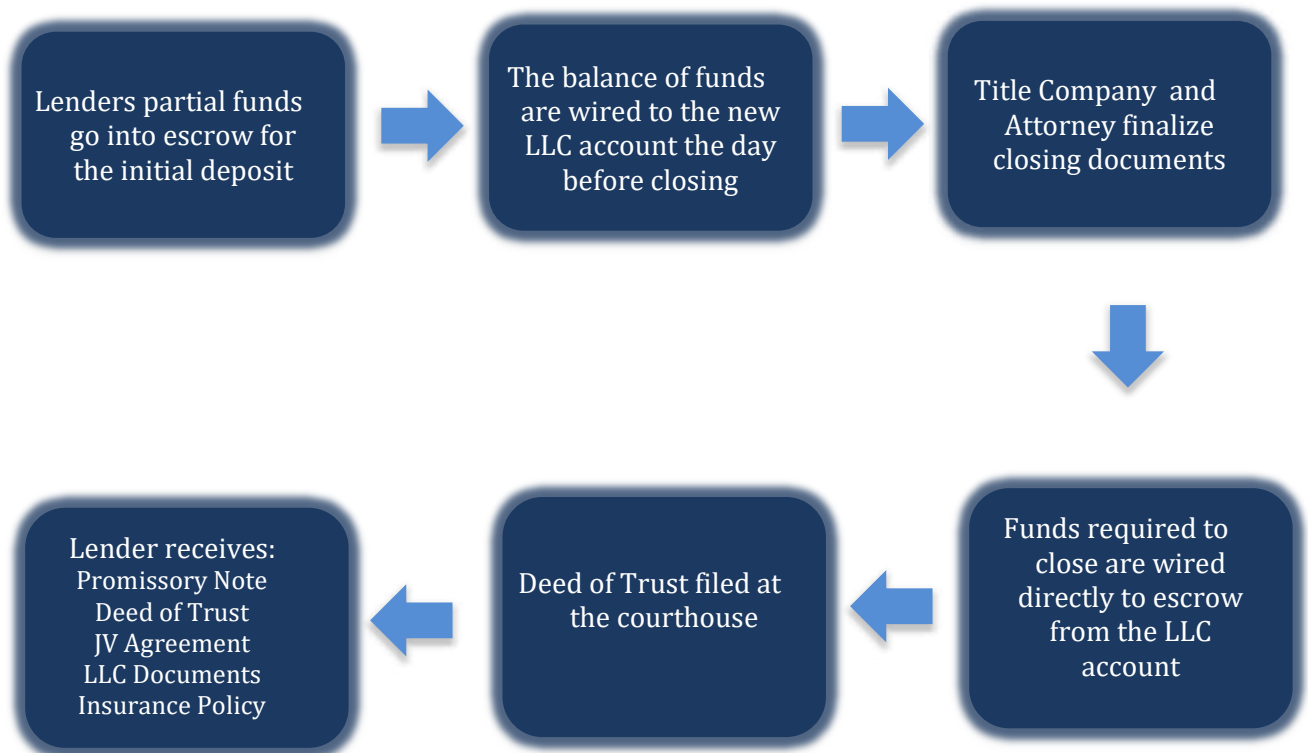 Lenders partial funds
go into escrow for
the initial deposit
The balance of funds
are wired to the new
LLC account the day
before closing
Title Company and
Attorney finalize
closing documents
Funds required to
close are wired
directly to escrow
from the LLC
account
Deed of Trust filed at
the courthouse
Lender receives:
Promissory Note
Deed of Trust
JV Agreement
LLC Documents
Insurance Policy